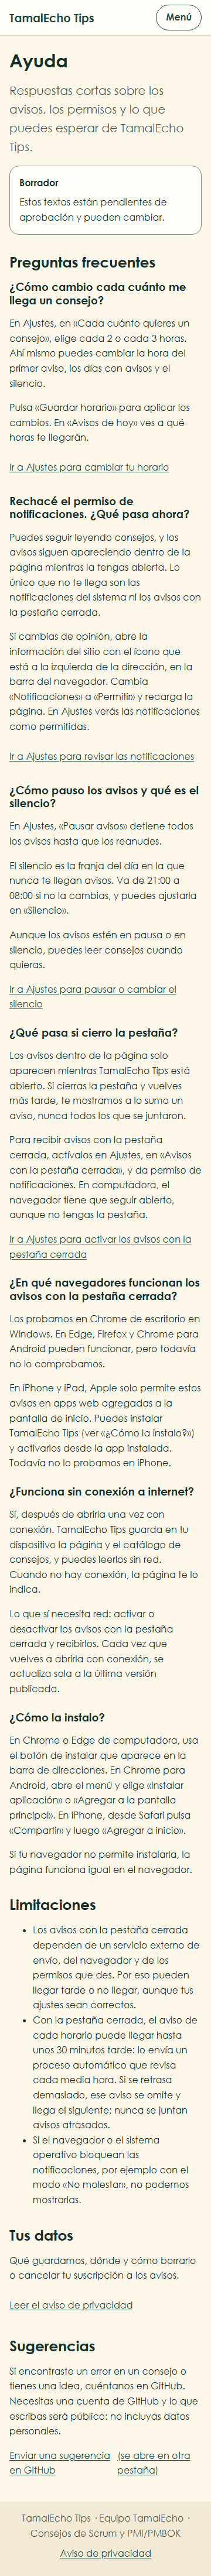 TamalEcho Tips
Menú
Ayuda
Respuestas cortas sobre los
avisos, los permisos y lo que
puedes esperar de TamalEcho
Tips.
Borrador
Estos textos están pendientes de
aprobación y pueden cambiar.
Preguntas frecuentes
¿Cómo cambio cada cuánto me
llega un consejo?
En Ajustes, en «Cada cuánto quieres un
consejo», elige cada 2 o cada 3 horas.
Ahí mismo puedes cambiar la hora del
primer aviso, los días con avisos y el
silencio.
Pulsa «Guardar horario» para aplicar los
cambios. En «Avisos de hoy» ves a qué
horas te llegarán.
Ir a Ajustes para cambiar tu horario
Rechacé el permiso de
notificaciones. ¿Qué pasa ahora?
Puedes seguir leyendo consejos, y los
avisos siguen apareciendo dentro de la
página mientras la tengas abierta. Lo
único que no te llega son las
notificaciones del sistema ni los avisos con
la pestaña cerrada.
Si cambias de opinión, abre la
información del sitio con el ícono que
está a la izquierda de la dirección, en la
barra del navegador. Cambia
«Notificaciones» a «Permitir» y recarga la
página. En Ajustes verás las notificaciones
como permitidas.
Ir a Ajustes para revisar las notificaciones
¿Cómo pauso los avisos y qué es el
silencio?
En Ajustes, «Pausar avisos» detiene todos
los avisos hasta que los reanudes.
El silencio es la franja del día en la que
nunca te llegan avisos. Va de 21:00 a
08:00 si no la cambias, y puedes ajustarla
en «Silencio».
Aunque los avisos estén en pausa o en
silencio, puedes leer consejos cuando
quieras.
Ir a Ajustes para pausar o cambiar el
silencio
¿Qué pasa si cierro la pestaña?
Los avisos dentro de la página solo
aparecen mientras TamalEcho Tips está
abierto. Si cierras la pestaña y vuelves
más tarde, te mostramos a lo sumo un
aviso, nunca todos los que se juntaron.
Para recibir avisos con la pestaña
cerrada, actívalos en Ajustes, en «Avisos
con la pestaña cerrada», y da permiso de
notificaciones. En computadora, el
navegador tiene que seguir abierto,
aunque no tengas la pestaña.
Ir a Ajustes para activar los avisos con la
pestaña cerrada
¿En qué navegadores funcionan los
avisos con la pestaña cerrada?
Los probamos en Chrome de escritorio en
Windows. En Edge, Firefox y Chrome para
Android pueden funcionar, pero todavía
no lo comprobamos.
En iPhone y iPad, Apple solo permite estos
avisos en apps web agregadas a la
pantalla de inicio. Puedes instalar
TamalEcho Tips (ver «¿Cómo la instalo?»)
y activarlos desde la app instalada.
Todavía no lo probamos en iPhone.
¿Funciona sin conexión a internet?
Sí, después de abrirla una vez con
conexión. TamalEcho Tips guarda en tu
dispositivo la página y el catálogo de
consejos, y puedes leerlos sin red.
Cuando no hay conexión, la página te lo
indica.
Lo que sí necesita red: activar o
desactivar los avisos con la pestaña
cerrada y recibirlos. Cada vez que
vuelves a abrirla con conexión, se
actualiza sola a la última versión
publicada.
¿Cómo la instalo?
En Chrome o Edge de computadora, usa
el botón de instalar que aparece en la
barra de direcciones. En Chrome para
Android, abre el menú y elige «Instalar
aplicación» o «Agregar a la pantalla
principal». En iPhone, desde Safari pulsa
«Compartir» y luego «Agregar a inicio».
Si tu navegador no permite instalarla, la
página funciona igual en el navegador.
Limitaciones
• Los avisos con la pestaña cerrada
dependen de un servicio externo de
envío, del navegador y de los
permisos que des. Por eso pueden
llegar tarde o no llegar, aunque tus
ajustes sean correctos.
• Con la pestaña cerrada, el aviso de
cada horario puede llegar hasta
unos 30 minutos tarde: lo envía un
proceso automático que revisa
cada media hora. Si se retrasa
demasiado, ese aviso se omite y
llega el siguiente; nunca se juntan
avisos atrasados.
• Si el navegador o el sistema
operativo bloquean las
notificaciones, por ejemplo con el
modo «No molestar», no podemos
mostrarlas.
Tus datos
Qué guardamos, dónde y cómo borrarlo
o cancelar tu suscripción a los avisos.
Leer el aviso de privacidad
Sugerencias
Si encontraste un error en un consejo o
tienes una idea, cuéntanos en GitHub.
Necesitas una cuenta de GitHub y lo que
escribas será público: no incluyas datos
personales.
Enviar una sugerencia (se abre en otra
en GitHub pestaña)
TamalEcho Tips · Equipo TamalEcho ·
Consejos de Scrum y PMI/PMBOK
Aviso de privacidad